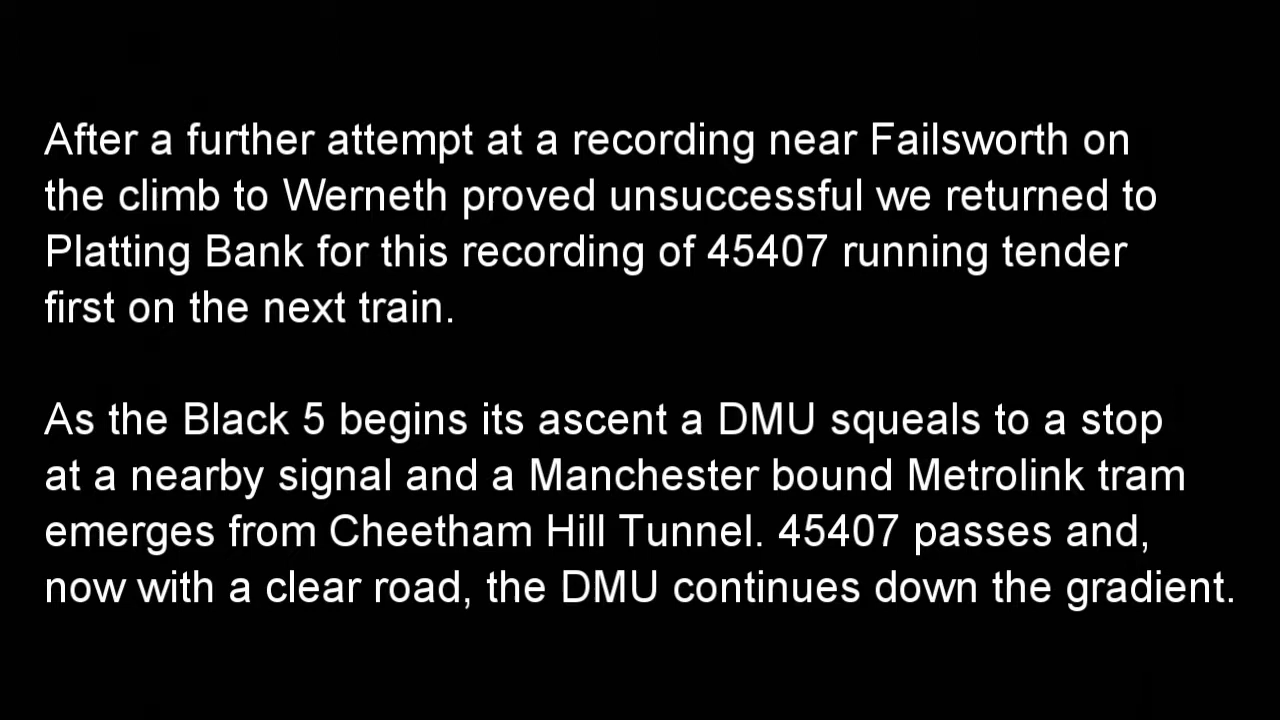 After a further attempt at a recording near Failsworth on
the climb to Werneth proved unsuccessful we returned to
Platting Bank for this recording of 45407 running tender
first on the next train.
As the Black 5 begins its ascent a DMU squeals to a stop
at a nearby signal and a Manchester bound Metrolink tram
emerges from Cheetham Hill Tunnel. 45407 passes and,
now with a clear road, the DMU continues down the gradient.